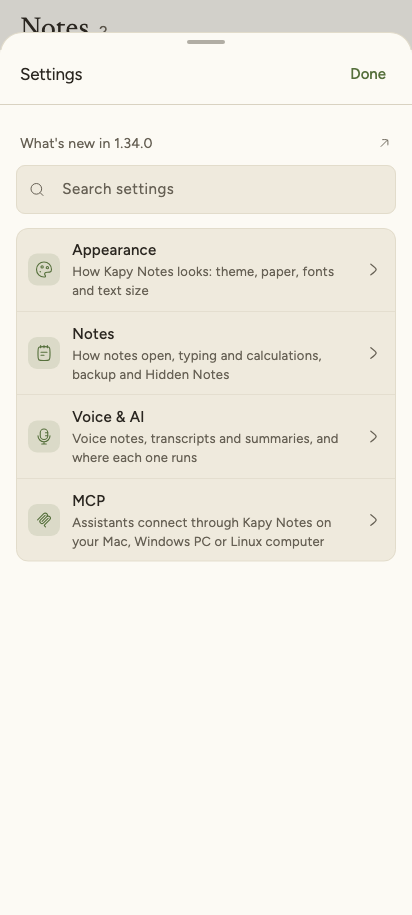 Notes 2
Settings
Done
What's new in 1.34.0
Search settings
Appearance
How Kapy Notes looks: theme, paper, fonts
and text size
Notes
How notes open, typing and calculations,
backup and Hidden Notes
Voice & AI
Voice notes, transcripts and summaries, and
where each one runs
MCP
Assistants connect through Kapy Notes on
your Mac, Windows PC or Linux computer